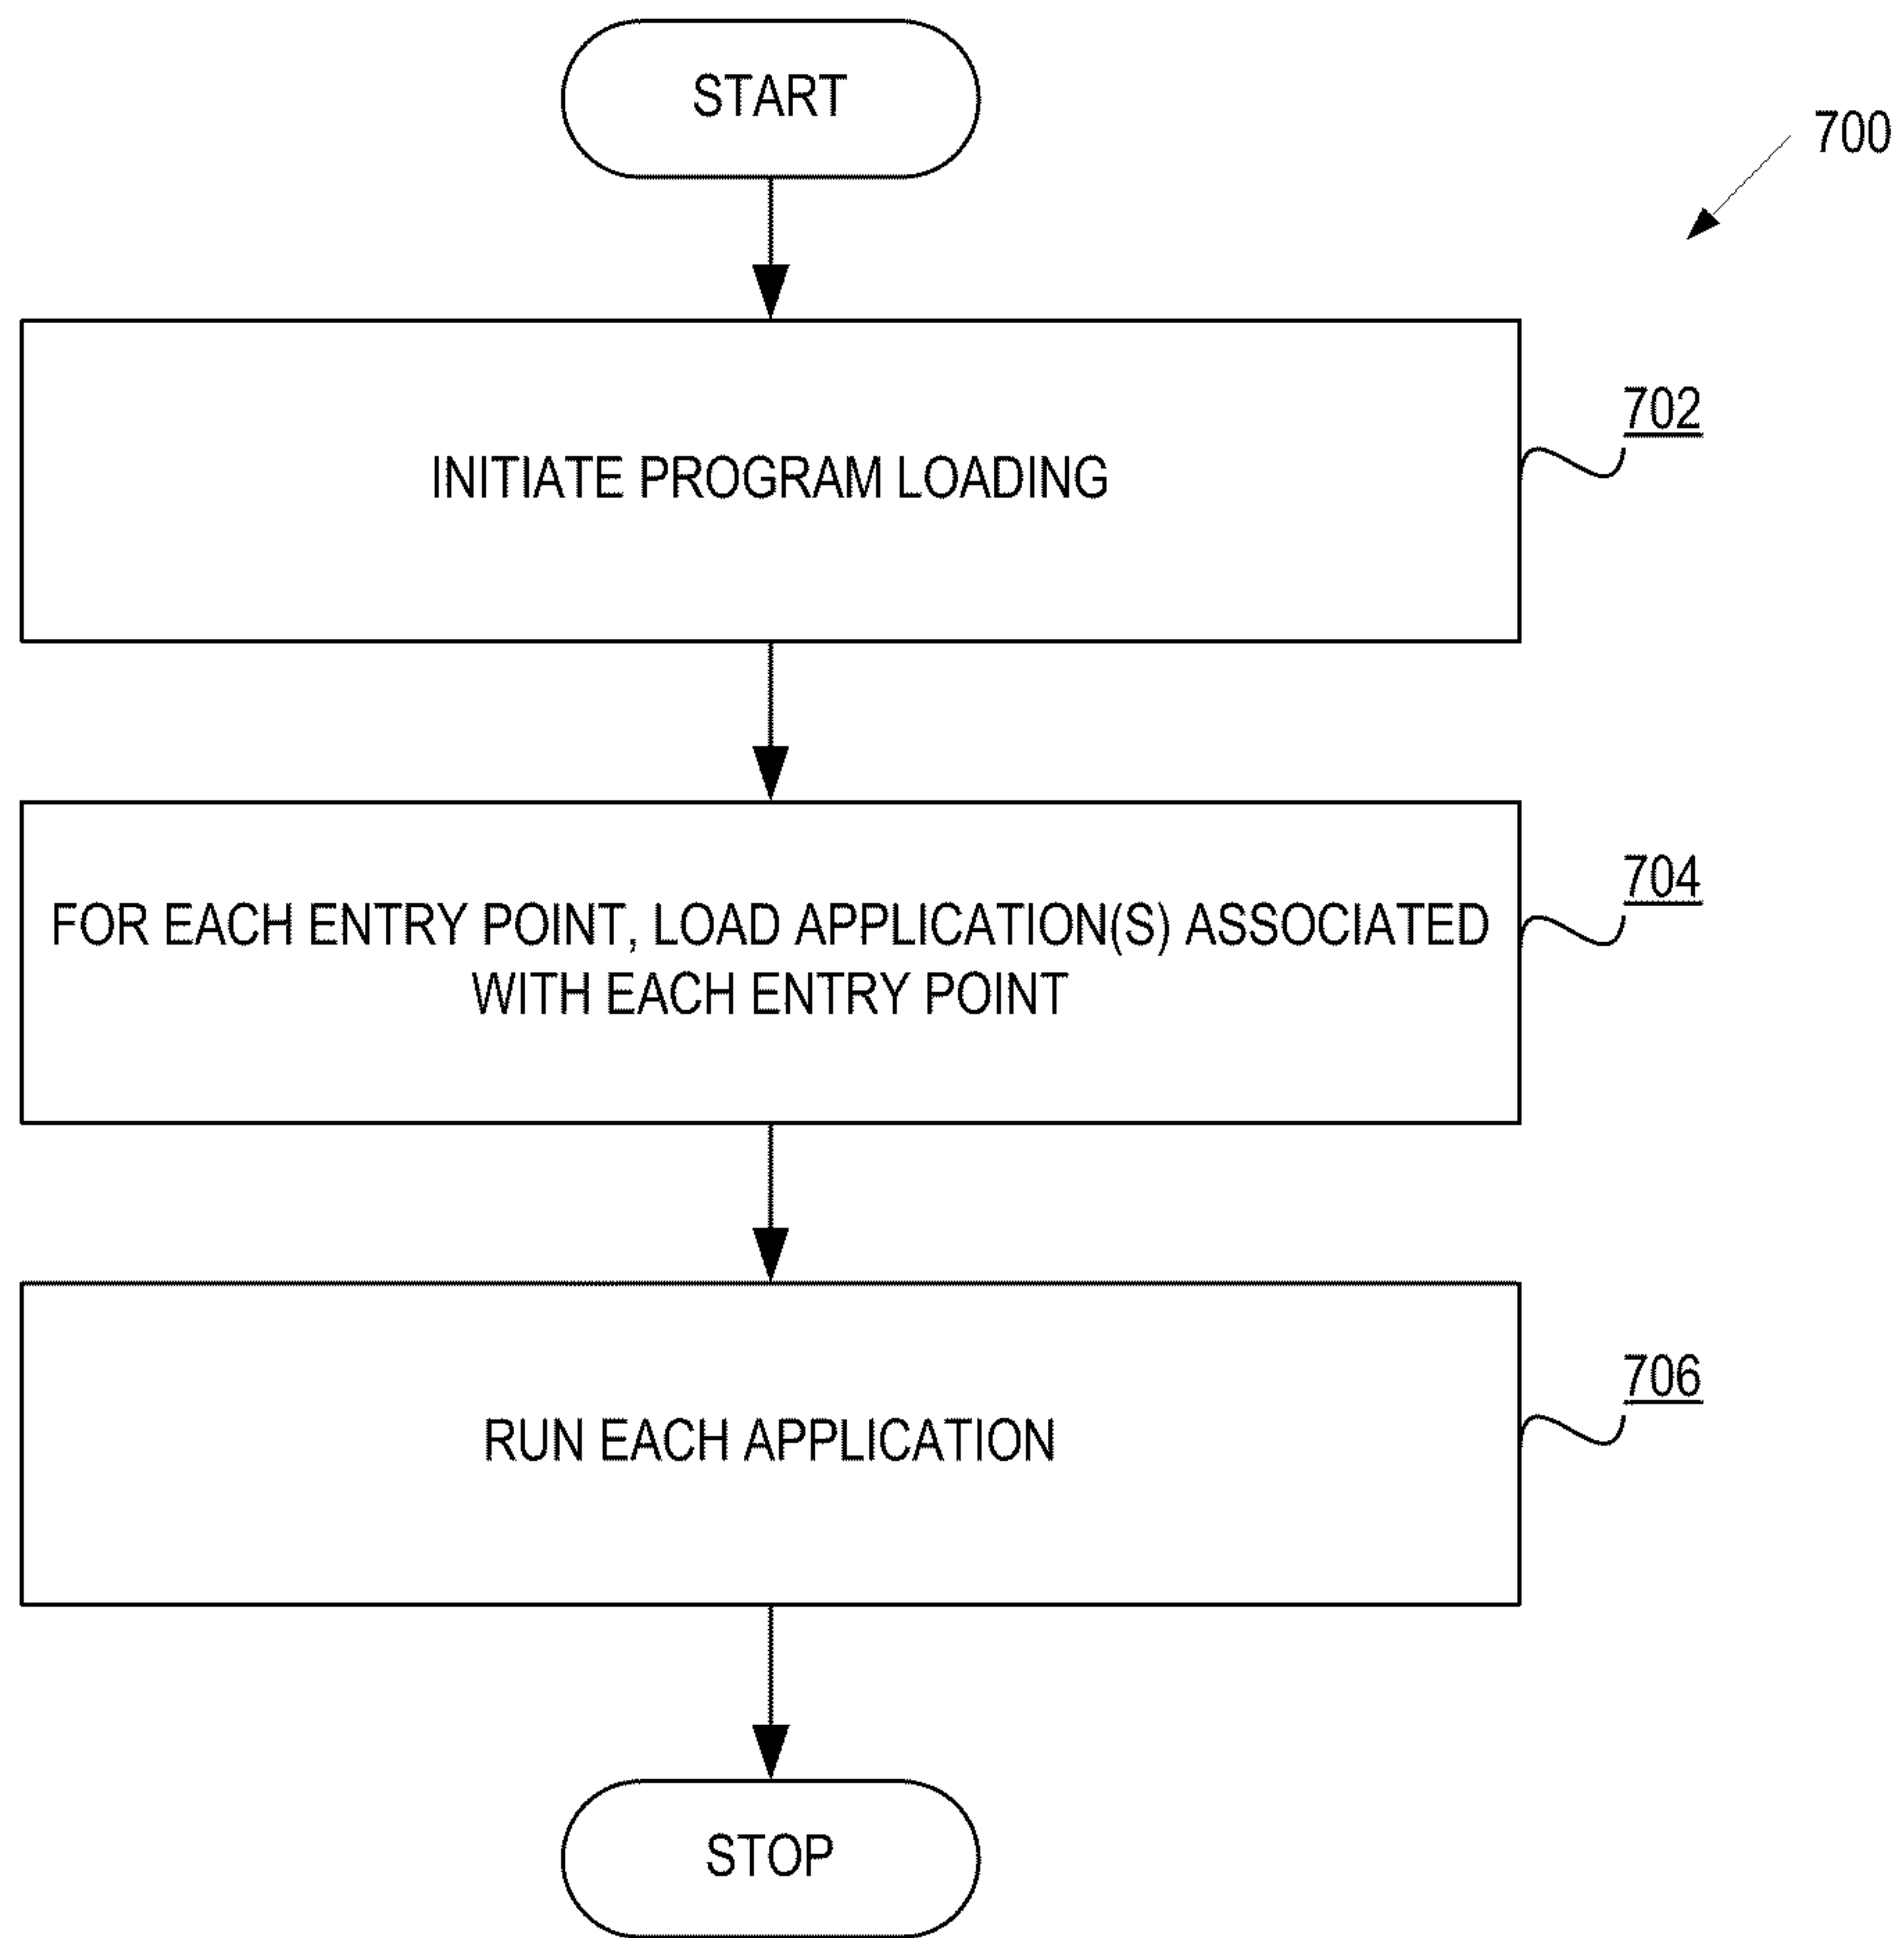 START
700
702
INITIATE PROGRAM LOADING
704
FOR EACH ENTRY POINT, LOAD APPLICATION(S) ASSOCIATED
WITH EACH ENTRY POINT
706
RUN EACH APPLICATION
STOP